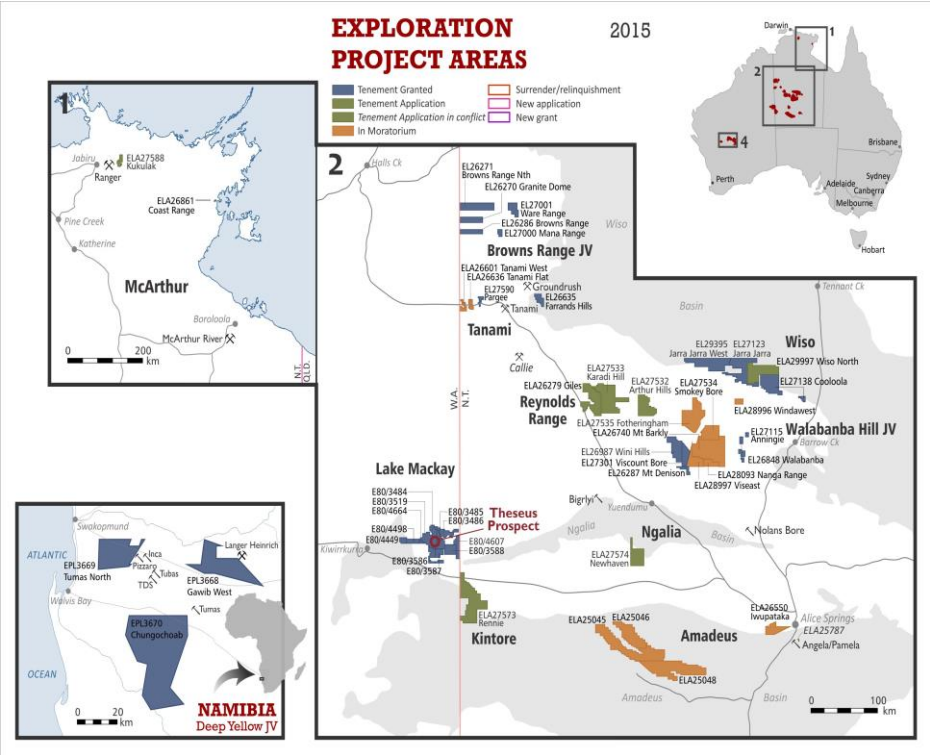 EXPLORATION
PROJECT AREAS
2015
Tenement Granted
Tenement Application
Tenement Application in conflict
In Moratorium
Surrender/relinquishment
New application
New grant
Darwin
1
2
4
Brisbane
Perth
Adelaide
Sydney
Canberra
Melbourne
Hobart
1
Jabiru
ELA27588
Kukulak
Ranger
ELA26861
Coast Range
Pine Creek
Katherine
McArthur
Boroloola
McArthur River
0 200
km
N.T.
QLD.
2
Halls Ck
EL26271
Browns Range Nth
EL26270 Granite Dome
EL27001
Ware Range
EL26286 Browns Range
EL27000 Mana Range
Browns Range JV
Wiso
ELA26601 Tanami West
ELA26636 Tanami Flat
EL27590
Pargee
Groundrush
EL26635
Farrands Hills
Tanami
Tanami
Basin
Tennant Ck
Callie
W.A.
N.T.
Wiso
EL29395
Jarra Jarra West
EL27123
Jarra Jarra
ELA29997 Wiso North
EL27138 Cooloola
ELA27533
Karadi Hill
ELA26279 Giles
ELA27532
Arthur Hills
ELA27534
Smokey Bore
Reynolds
Range
ELA28996 Windawest
ELA27535 Fotheringham
ELA26740 Mt Barkly
Walabanba Hill JV
EL27115
Anningie
Barrow Ck
EL26987 Wini Hills
EL27301 Viscount Bore
EL26287 Mt Denison
EL26848 Walabanba
ELA28093 Nanga Range
ELA28997 Viseast
Lake Mackay
E80/3484
E80/3519
E80/4664
E80/3485
E80/3486
Theseus
Prospect
E80/4498
E80/4449
E80/4607
E80/3588
E80/3586
E80/3587
Kiwirrkurra
Bigrlyi
Yuendumu
Ngalia
Ngalia
Basin
Nolans Bore
ELA27574
Newhaven
ELA27573
Rennie
Kintore
ELA25045
ELA25046
Amadeus
ELA25048
ELA26550
Iwupataka
Alice Springs
ELA25787
Angela/Pamela
Amadeus
Basin
0 100
km
Swakopmund
ATLANTIC
EPL3669
Tumas North
Inca
Pizzaro
Tubas
TDS
Langer Heinrich
EPL3668
Gawib West
Walvis Bay
Tumas
EPL3670
Chungochoab
OCEAN
0 20
km
NAMIBIA
Deep Yellow JV